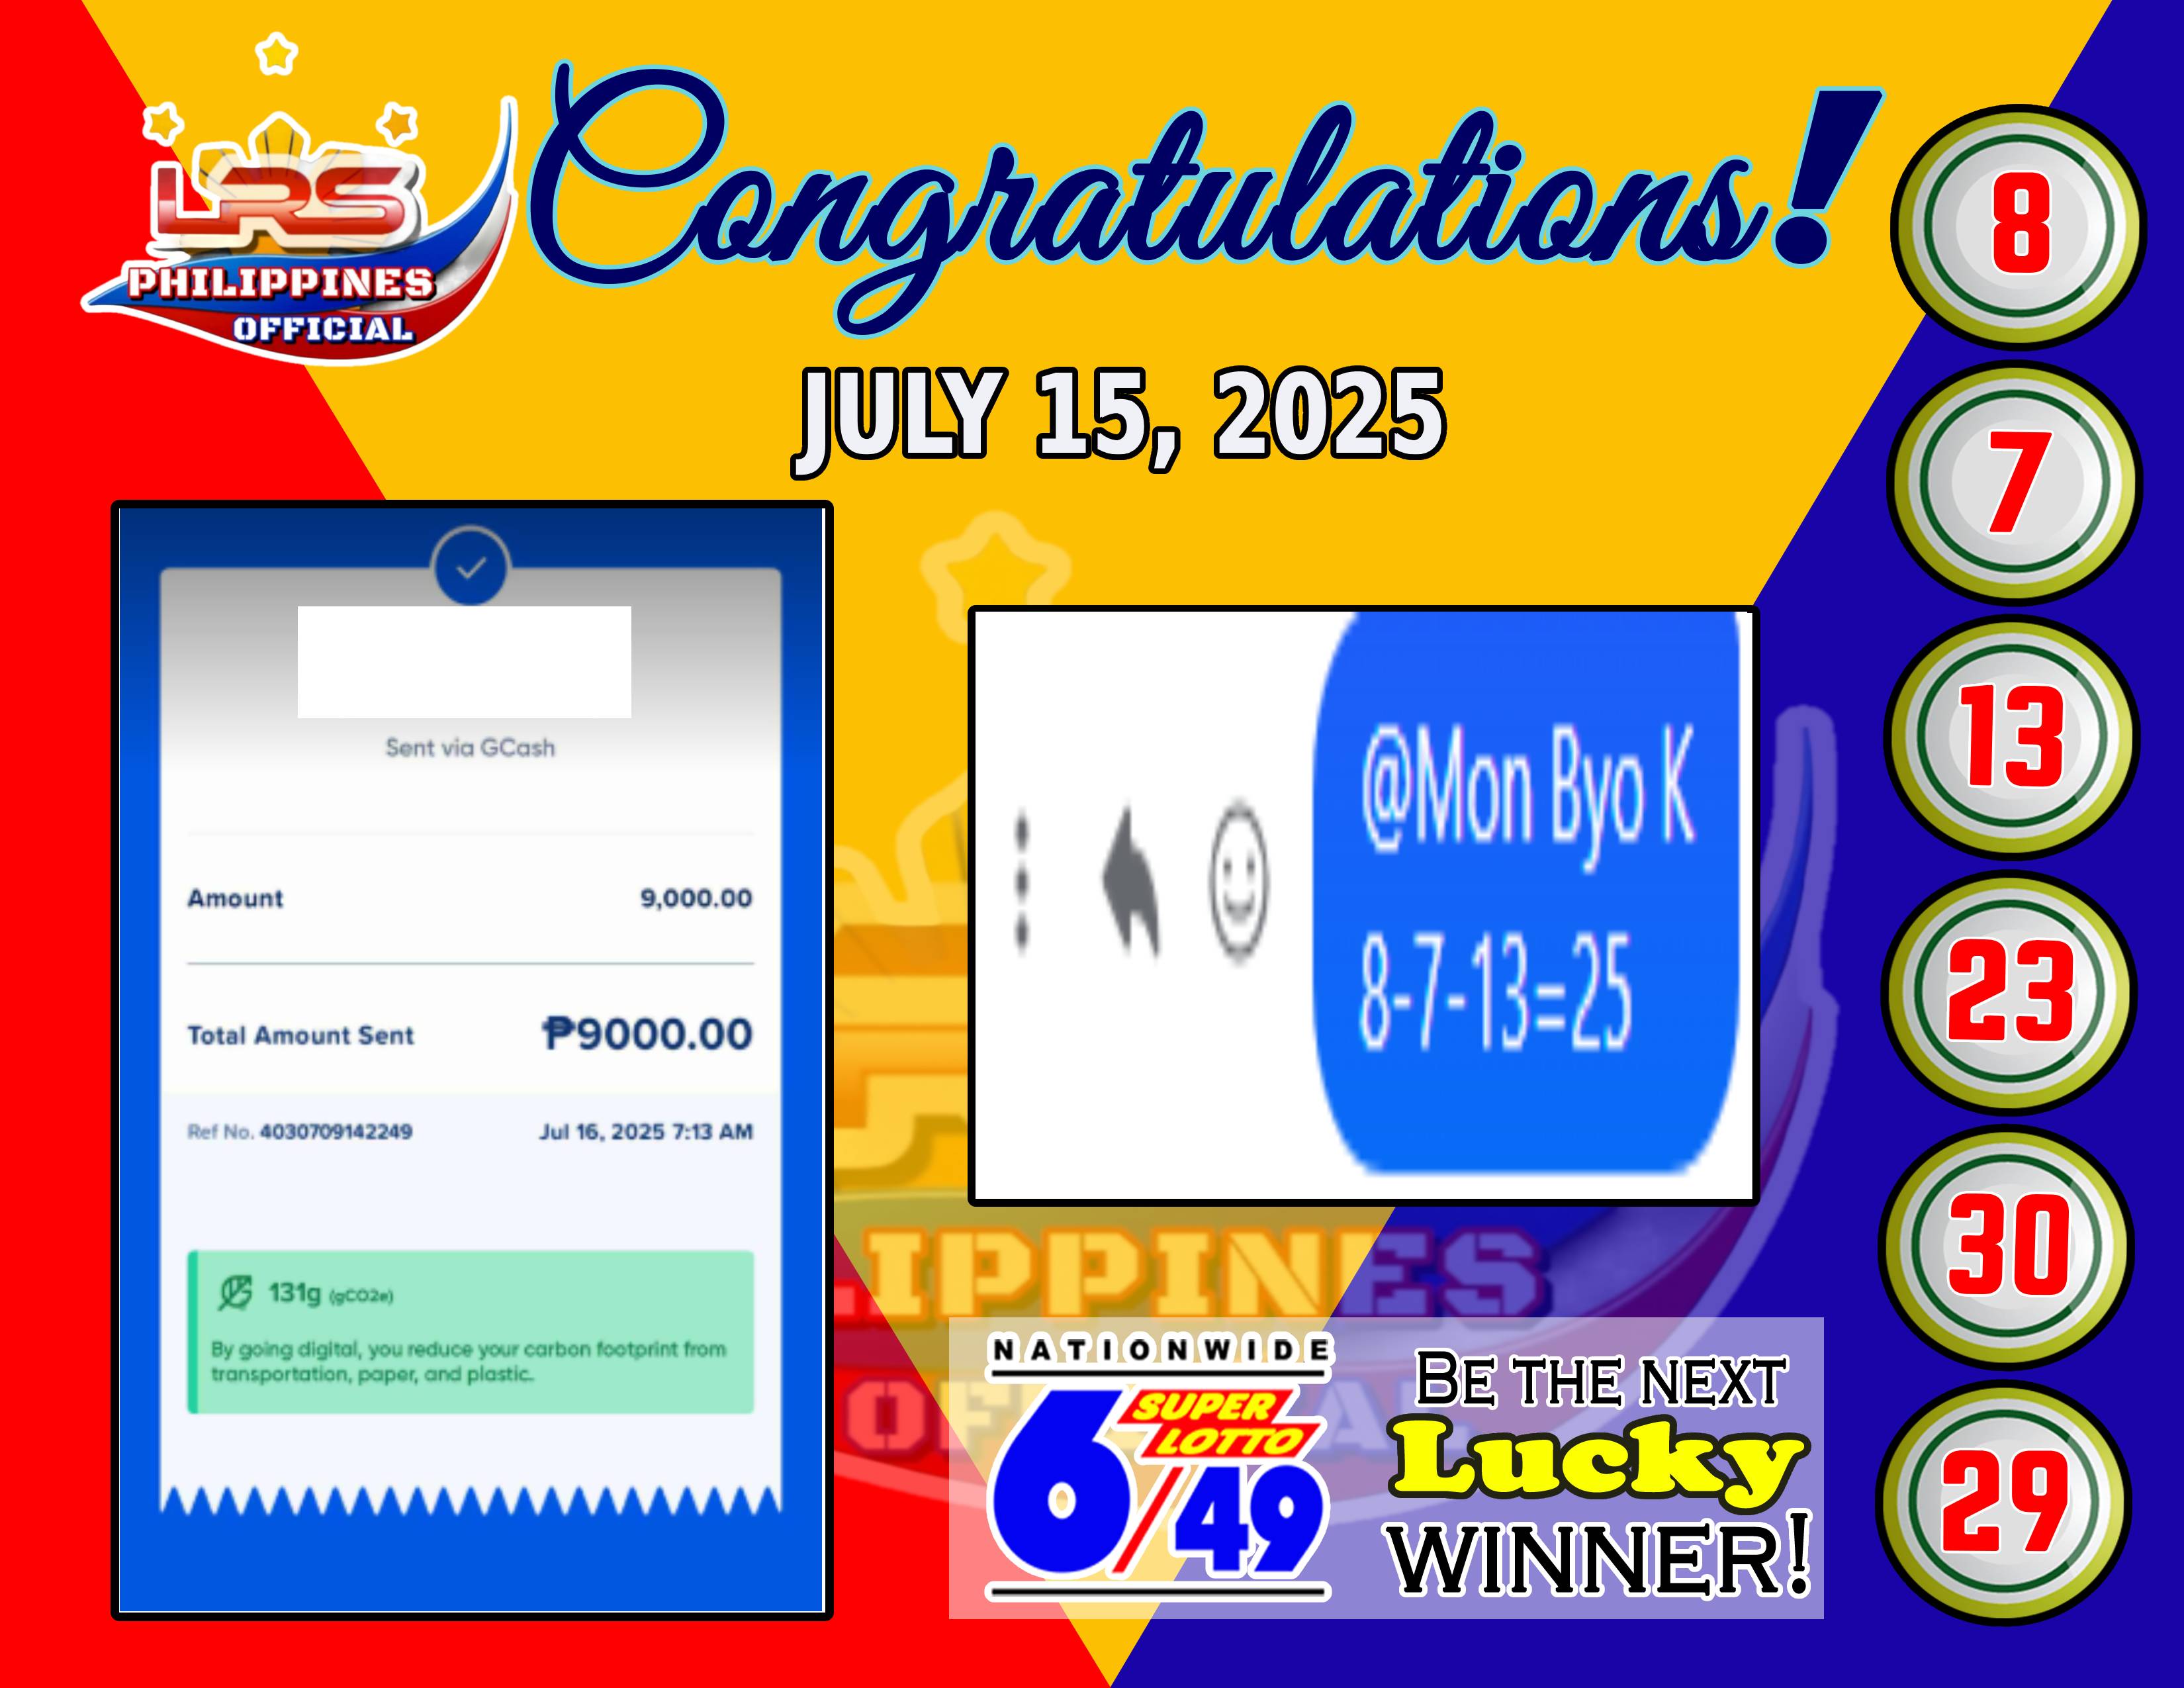 LRS
PHILIPPINES
OFFICIAL
Congratulations!
JULY 15, 2025
Sent via GCash
Amount 9,000.00
Total Amount Sent ₱9000.00
Ref No. 4030709142249 Jul 16, 2025 7:13 AM
131g (gCO2e)
By going digital, you reduce your carbon footprint from
transportation, paper, and plastic.
@Mon Byo K
8-7-13=25
IPPINES
OF AL
NATIONWIDE
SUPER
LOTTO
6/49
BE THE NEXT
Lucky
WINNER!
8
7
13
23
30
29